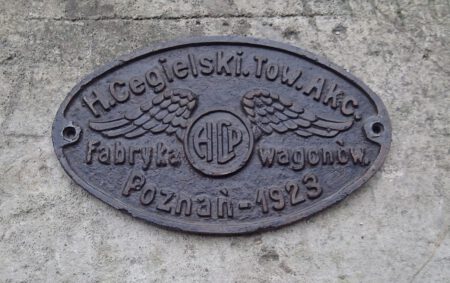 H. Cegielski. Tow. Akc.
HCP
fabryka wagonów.
Poznań - 1923